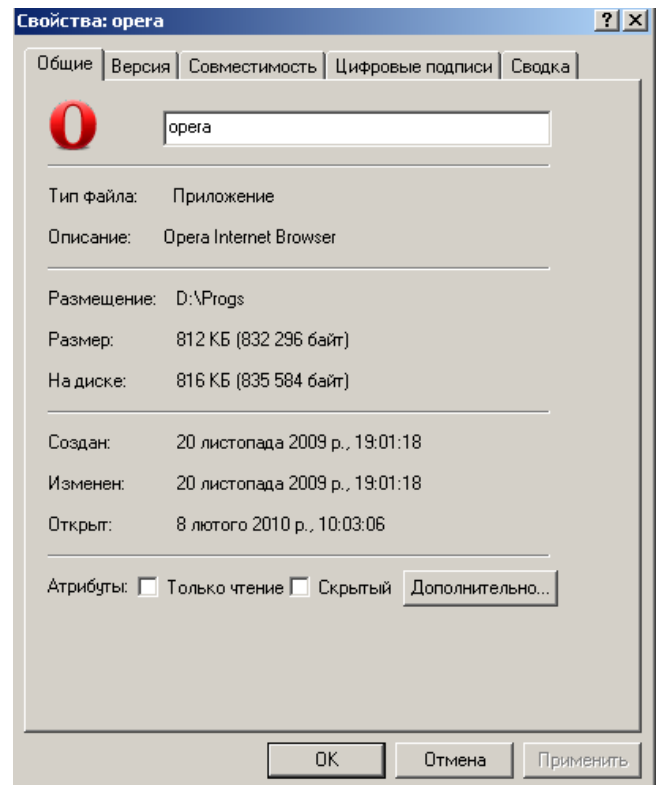 Свойства: opera
Общие Версия Совместимость Цифровые подписи Сводка
opera
Тип файла: Приложение
Описание: Opera Internet Browser
Размещение: D:\Progs
Размер: 812 КБ (832 296 байт)
На диске: 816 КБ (835 584 байт)
Создан: 20 листопада 2009 р., 19:01:18
Изменен: 20 листопада 2009 р., 19:01:18
Открыт: 8 лютого 2010 р., 10:03:06
Атрибуты: Только чтение Скрытый Дополнительно...
OK Отмена Применить